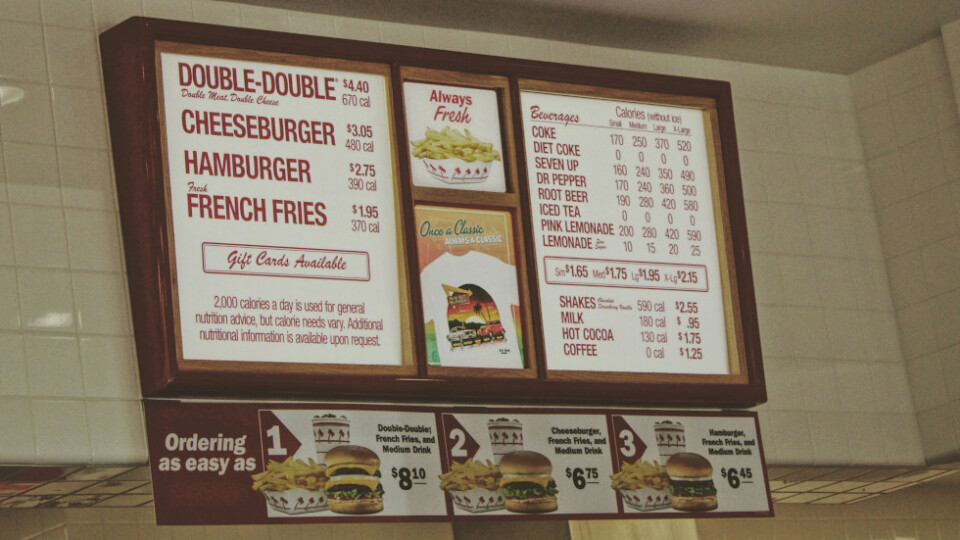 DOUBLE-DOUBLE® $4.40
Double Meat, Double Cheese 670 cal
CHEESEBURGER $3.05
480 cal
HAMBURGER $2.75
390 cal
Fresh
FRENCH FRIES $1.95
370 cal
Gift Cards Available
2,000 calories a day is used for general
nutrition advice, but calorie needs vary. Additional
nutritional information is available upon request.
Always
Fresh
Once a Classic
ALWAYS A CLASSIC
Beverages Calories (without ice)
Small Medium Large X-Large
COKE 170 250 370 520
DIET COKE 0 0 0 0
SEVEN UP 160 240 350 490
DR PEPPER 170 240 360 500
ROOT BEER 190 280 420 580
ICED TEA 0 0 0 0
PINK LEMONADE 200 280 420 590
LEMONADE 10 15 20 25
Sm $1.65 Med $1.75 Lg $1.95 X-Lg $2.15
SHAKES Chocolate Strawberry Vanilla 590 cal $2.55
MILK 180 cal $ .95
HOT COCOA 130 cal $1.75
COFFEE 0 cal $1.25
Ordering
as easy as
1
Double-Double,
French Fries, and
Medium Drink
$8.10
2
Cheeseburger,
French Fries, and
Medium Drink
$6.75
3
Hamburger,
French Fries, and
Medium Drink
$6.45